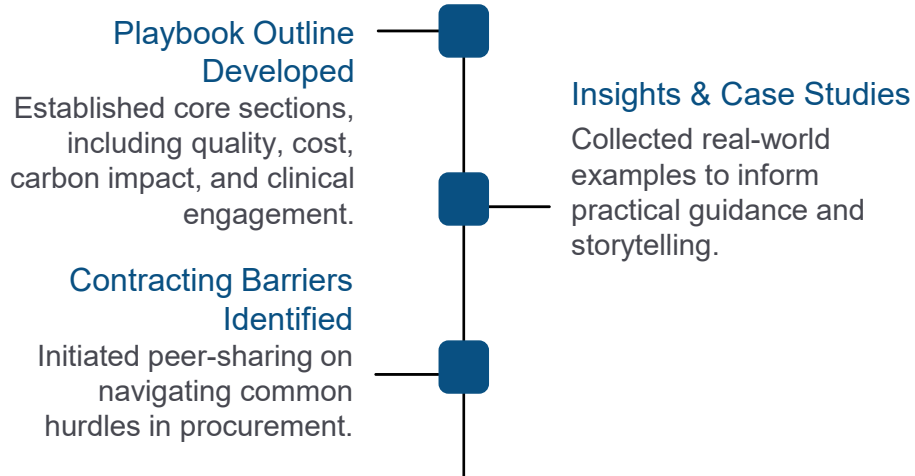 Playbook Outline
Developed
Established core sections,
including quality, cost,
carbon impact, and clinical
engagement.
Insights & Case Studies
Collected real-world
examples to inform
practical guidance and
storytelling.
Contracting Barriers
Identified
Initiated peer-sharing on
navigating common
hurdles in procurement.